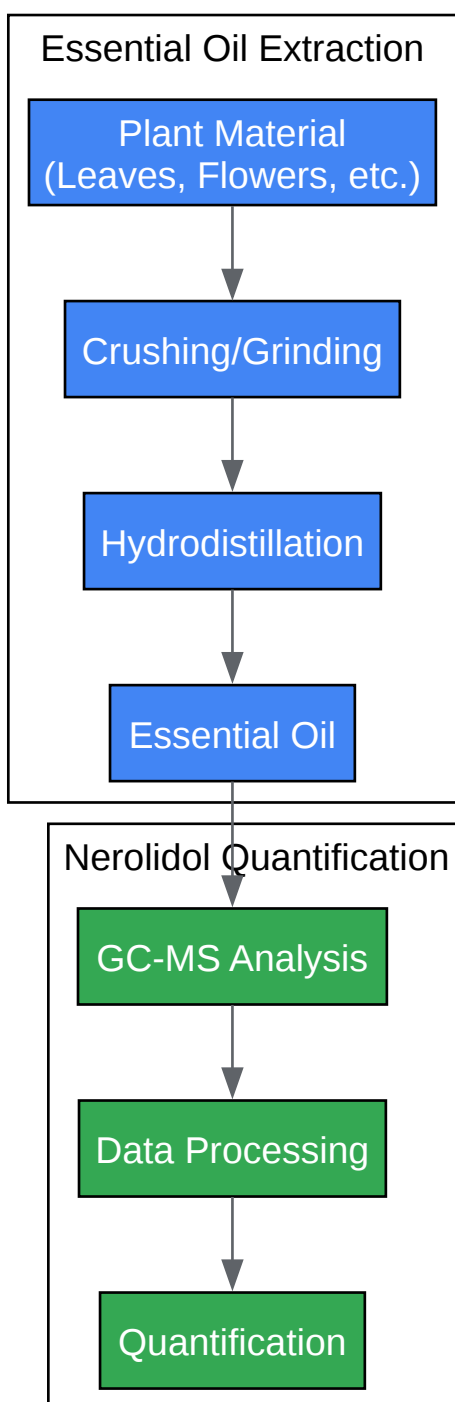 Essential Oil Extraction
Plant Material
(Leaves, Flowers, etc.)
Crushing/Grinding
Hydrodistillation
Essential Oil
Nerolidol Quantification
GC-MS Analysis
Data Processing
Quantification